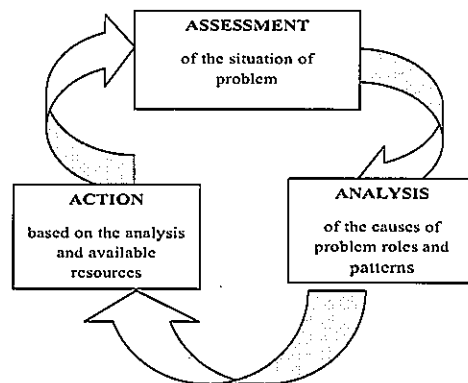 ASSESSMENT
of the situation of
problem
ANALYSIS
of the causes of
problem roles and
patterns
ACTION
based on the analysis
and available
resources